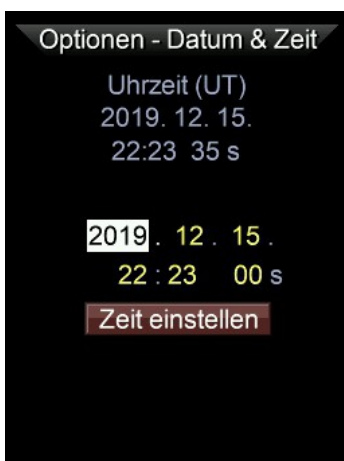 Optionen - Datum & Zeit
Uhrzeit (UT)
2019. 12. 15.
22:23 35 s
2019 . 12 . 15 .
22 : 23 00 s
Zeit einstellen